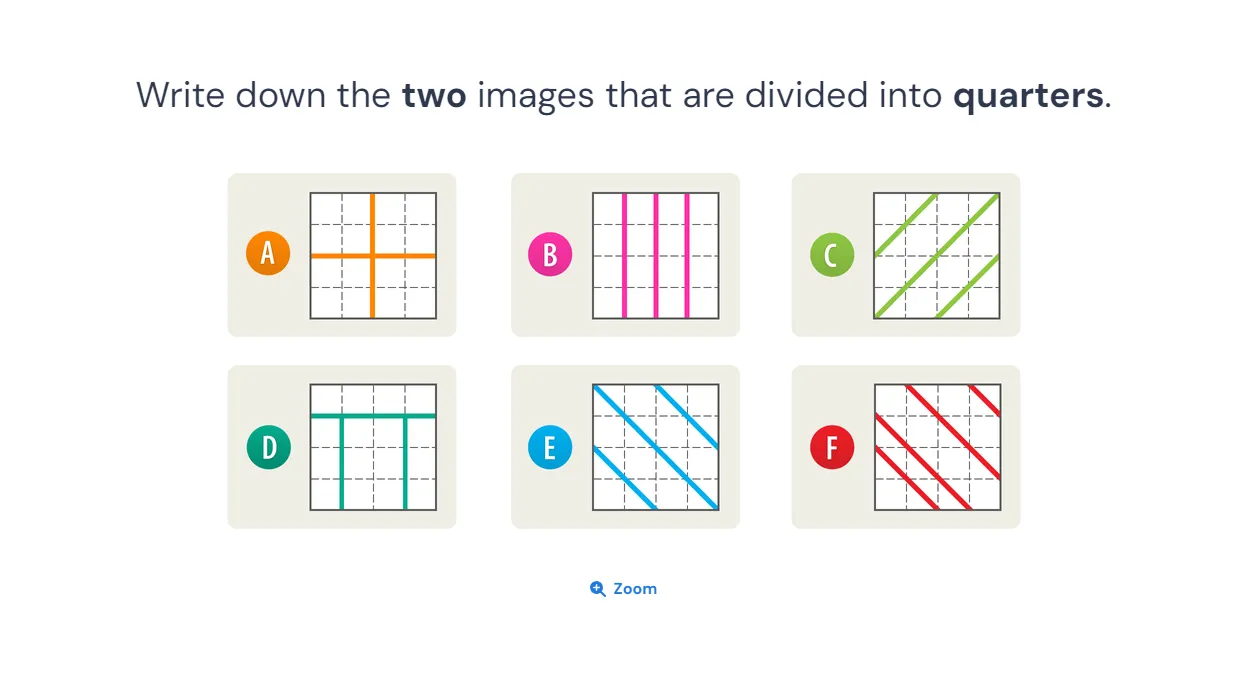 Write down the two images that are divided into quarters.
A
B
C
D
E
F
Zoom